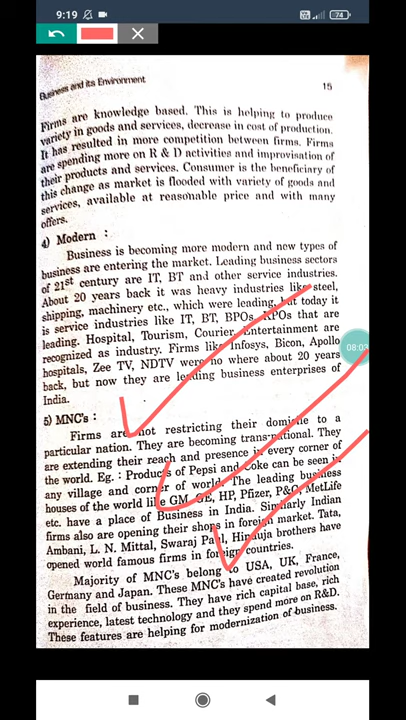 9:19
74
Business and its Environment
15
Firms are knowledge based. This is helping to produce
variety in goods and services, decrease in cost of production.
It has resulted in more competition between firms. Firms
are spending more on R & D activities and improvisation of
their products and services. Consumer is the beneficiary of
this change as market is flooded with variety of goods and
services, available at reasonable price and with many
offers.
4) Modern :
Business is becoming more modern and new types of
business are entering the market. Leading business sectors
of 21st century are IT, BT and other service industries.
About 20 years back it was heavy industries like steel,
shipping, machinery etc., which were leading, but today it
is service industries like IT, BT, BPOs, KPOs that are
leading. Hospital, Tourism, Courier, Entertainment are
recognized as industry. Firms like Infosys, Bicon, Apollo
hospitals, Zee TV, NDTV were no where about 20 years
back, but now they are leading business enterprises of
India.
08:03
5) MNC's :
Firms are not restricting their domicile to a
particular nation. They are becoming trans-national. They
are extending their reach and presence in every corner of
the world. Eg. : Products of Pepsi and Coke can be seen in
any village and corner of world. The leading business
houses of the world like GM, GE, HP, Pfizer, P&G, MetLife
etc. have a place of Business in India. Similarly Indian
firms also are opening their shops in foreign market. Tata,
Ambani, L. N. Mittal, Swaraj Paul, Hinduja brothers have
opened world famous firms in foreign countries.
Majority of MNC's belong to USA, UK, France,
Germany and Japan. These MNC's have created revolution
in the field of business. They have rich capital base, rich
experience, latest technology and they spend more on R&D.
These features are helping for modernization of business.